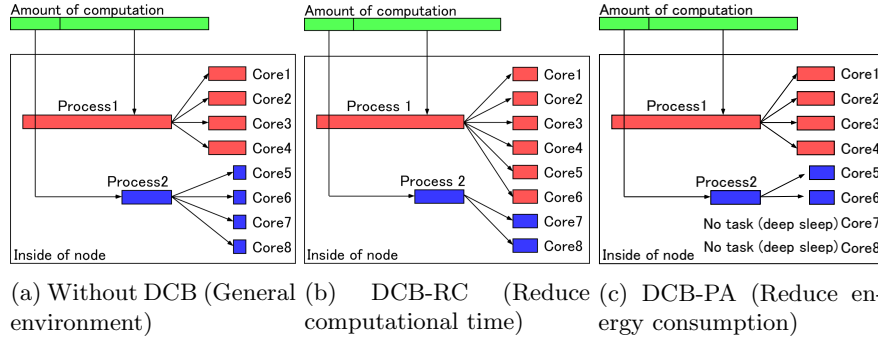 Amount of computation
Process1
Core1
Core2
Core3
Core4
Process2
Core5
Core6
Core7
Core8
Inside of node
(a) Without DCB (General
environment)
Amount of computation
Process 1
Core1
Core2
Core3
Core4
Core5
Core6
Process 2
Core7
Core8
Inside of node
(b) DCB-RC (Reduce
computational time)
Amount of computation
Process1
Core1
Core2
Core3
Core4
Process2
Core5
Core6
No task (deep sleep) Core7
No task (deep sleep) Core8
Inside of node
(c) DCB-PA (Reduce en-
ergy consumption)